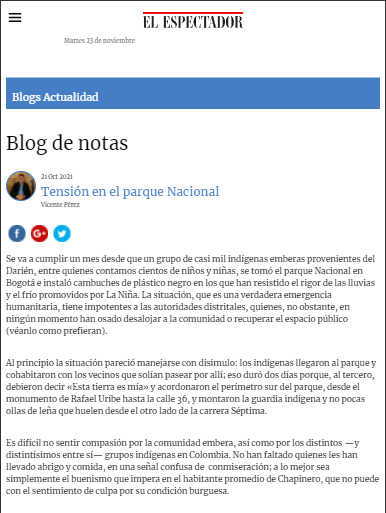 EL ESPECTADOR
Martes 23 de noviembre
Blogs Actualidad
Blog de notas
21 Oct 2021
Tensión en el parque Nacional
Vicente Pérez
f
G+
Se va a cumplir un mes desde que un grupo de casi mil indígenas emberas provenientes del
Darién, entre quienes contamos cientos de niños y niñas, se tomó el parque Nacional en
Bogotá e instaló cambuches de plástico negro en los que han resistido el rigor de las lluvias
y el frío promovidos por La Niña. La situación, que es una verdadera emergencia
humanitaria, tiene impotentes a las autoridades distritales, quienes, no obstante, en
ningún momento han osado desalojar a la comunidad o recuperar el espacio público
(véanlo como prefieran).
Al principio la situación pareció manejarse con disimulo: los indígenas llegaron al parque y
cohabitaron con los vecinos que solían pasear por allí; eso duró dos días porque, al tercero,
debieron decir «Esta tierra es mía» y acordonaron el perímetro sur del parque, desde el
monumento de Rafael Uribe hasta la calle 36, y montaron la guardia indígena y no pocas
ollas de leña que huelen desde el otro lado de la carrera Séptima.
Es difícil no sentir compasión por la comunidad embera, así como por los distintos —y
distintísimos entre sí— grupos indígenas en Colombia. No han faltado quienes les han
llevado abrigo y comida, en una señal confusa de conmiseración; a lo mejor sea
simplemente el buenismo que impera en el habitante promedio de Chapinero, que no puede
con el sentimiento de culpa por su condición burguesa.